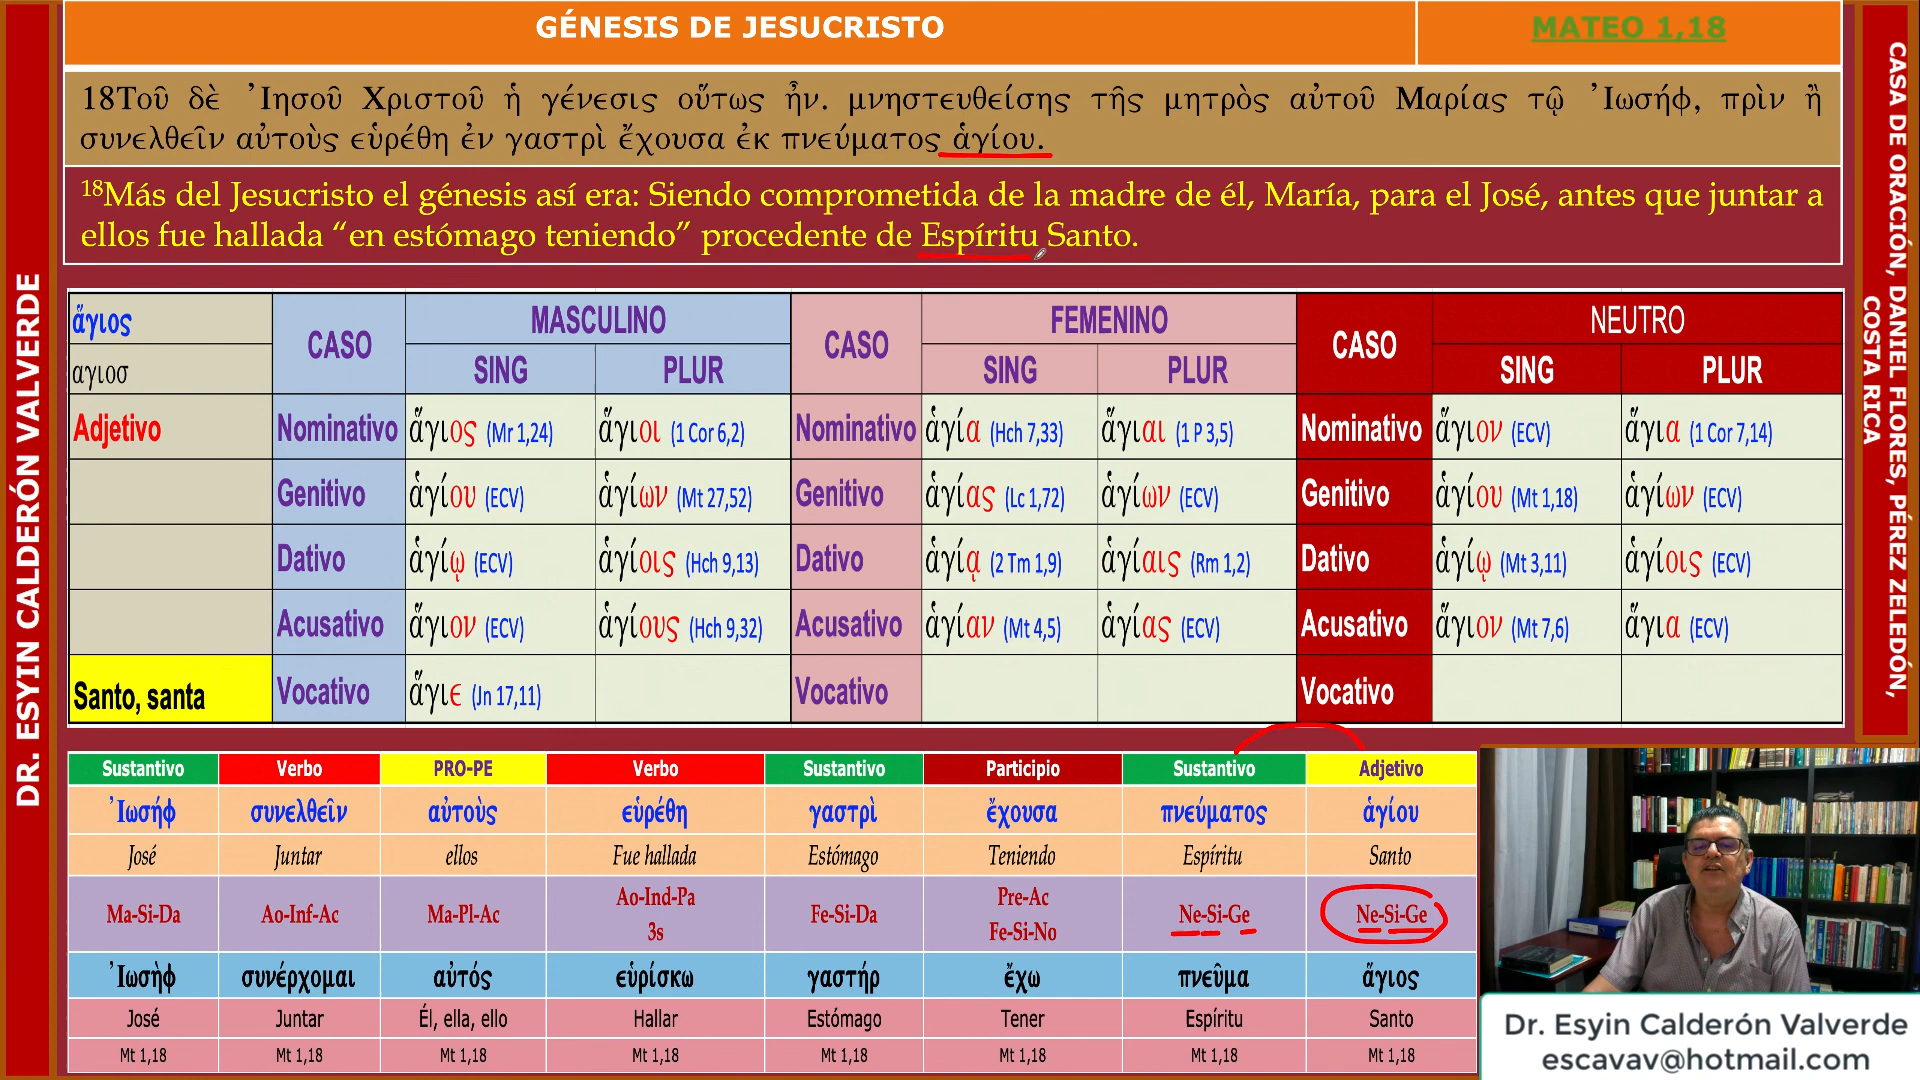 GÉNESIS DE JESUCRISTO
MATEO 1,18
18Τοῦ δὲ Ἰησοῦ Χριστοῦ ἡ γένεσις οὕτως ἦν. μνηστευθείσης τῆς μητρὸς αὐτοῦ Μαρίας τῷ Ἰωσήφ, πρὶν ἢ
συνελθεῖν αὐτοὺς εὑρέθη ἐν γαστρὶ ἔχουσα ἐκ πνεύματος ἁγίου.
¹⁸Más del Jesucristo el génesis así era: Siendo comprometida de la madre de él, María, para el José, antes que juntar a
ellos fue hallada “en estómago teniendo” procedente de Espíritu Santo.
DR. ESYIN CALDERÓN VALVERDE
CASA DE ORACIÓN, DANIEL FLORES, PÉREZ ZELEDÓN,
COSTA RICA
ἅγιος CASO MASCULINO CASO FEMENINO CASO NEUTRO
αγιοσ SING PLUR SING PLUR SING PLUR
Adjetivo Nominativo ἅγιος (Mr 1,24) ἅγιοι (1 Cor 6,2) Nominativo ἁγία (Hch 7,33) ἅγιαι (1 P 3,5) Nominativo ἅγιον (ECV) ἅγια (1 Cor 7,14)
Genitivo ἁγίου (ECV) ἁγίων (Mt 27,52) Genitivo ἁγίας (Lc 1,72) ἁγίων (ECV) Genitivo ἁγίου (Mt 1,18) ἁγίων (ECV)
Dativo ἁγίῳ (ECV) ἁγίοις (Hch 9,13) Dativo ἁγίᾳ (2 Tm 1,9) ἁγίαις (Rm 1,2) Dativo ἁγίῳ (Mt 3,11) ἁγίοις (ECV)
Acusativo ἅγιον (ECV) ἁγίους (Hch 9,32) Acusativo ἁγίαν (Mt 4,5) ἁγίας (ECV) Acusativo ἅγιον (Mt 7,6) ἅγια (ECV)
Santo, santa Vocativo ἅγιε (Jn 17,11) Vocativo Vocativo
Sustantivo Verbo PRO-PE Verbo Sustantivo Participio Sustantivo Adjetivo
Ἰωσήφ συνελθεῖν αὐτοὺς εὑρέθη γαστρὶ ἔχουσα πνεύματος ἁγίου
José Juntar ellos Fue hallada Estómago Teniendo Espíritu Santo
Ma-Si-Da Ao-Inf-Ac Ma-Pl-Ac Ao-Ind-Pa Fe-Si-Da Pre-Ac Ne-Si-Ge Ne-Si-Ge
3s Fe-Si-No
Ἰωσὴφ συνέρχομαι αὐτός εὑρίσκω γαστήρ ἔχω πνεῦμα ἅγιος
José Juntar Él, ella, ello Hallar Estómago Tener Espíritu Santo
Mt 1,18 Mt 1,18 Mt 1,18 Mt 1,18 Mt 1,18 Mt 1,18 Mt 1,18 Mt 1,18
Dr. Esyin Calderón Valverde
escavav@hotmail.com